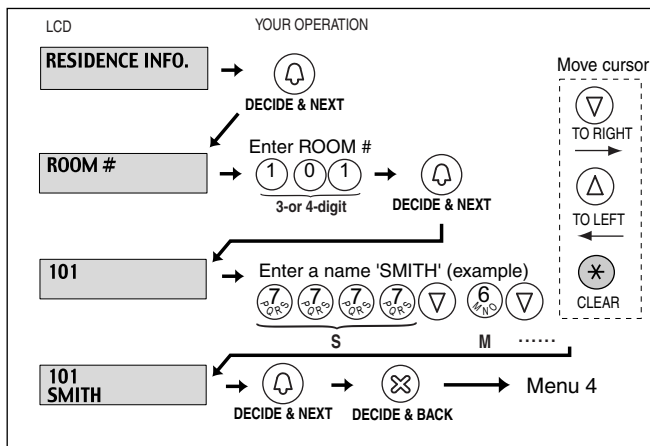 LCD YOUR OPERATION
RESIDENCE INFO.
DECIDE & NEXT
Move cursor
TO RIGHT
TO LEFT
CLEAR
ROOM #
Enter ROOM #
1 0 1
3-or 4-digit
DECIDE & NEXT
101
Enter a name 'SMITH' (example)
7 PQRS 7 PQRS 7 PQRS 7 PQRS 6 MNO
S M ······
101
SMITH
DECIDE & NEXT DECIDE & BACK
Menu 4